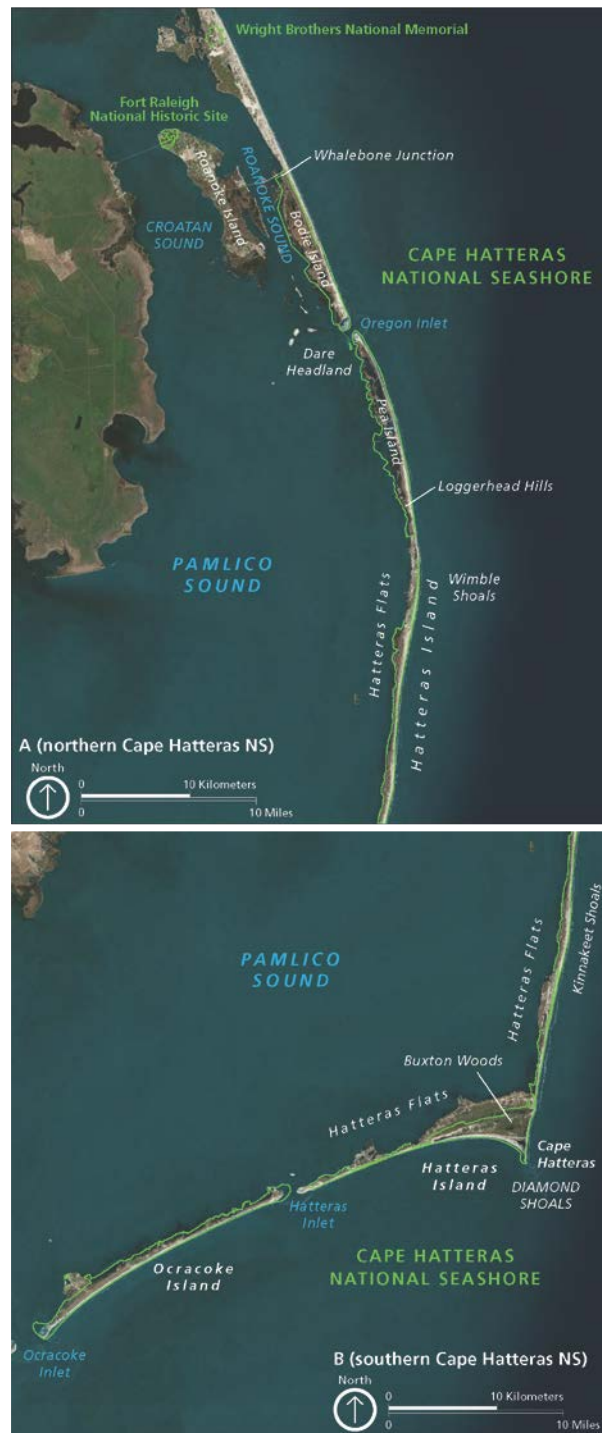 Wright Brothers National Memorial
Fort Raleigh
National Historic Site
Whalebone Junction
ROANOKE SOUND
Roanoke Island
CROATAN
SOUND
Bodie Island
CAPE HATTERAS
NATIONAL SEASHORE
Oregon Inlet
Dare
Headland
Pea Island
Loggerhead Hills
PAMLICO
SOUND
Wimble
Shoals
Hatteras Flats
Hatteras Island
A (northern Cape Hatteras NS)
North
0
10 Kilometers
0
10 Miles
PAMLICO
SOUND
Hatteras Flats
Kinnakeet Shoals
Buxton Woods
Hatteras Flats
Cape
Hatteras
Hatteras
Island
DIAMOND
SHOALS
Hatteras
Inlet
CAPE HATTERAS
NATIONAL SEASHORE
Ocracoke
Island
Ocracoke
Inlet
B (southern Cape Hatteras NS)
North
0
10 Kilometers
0
10 Miles